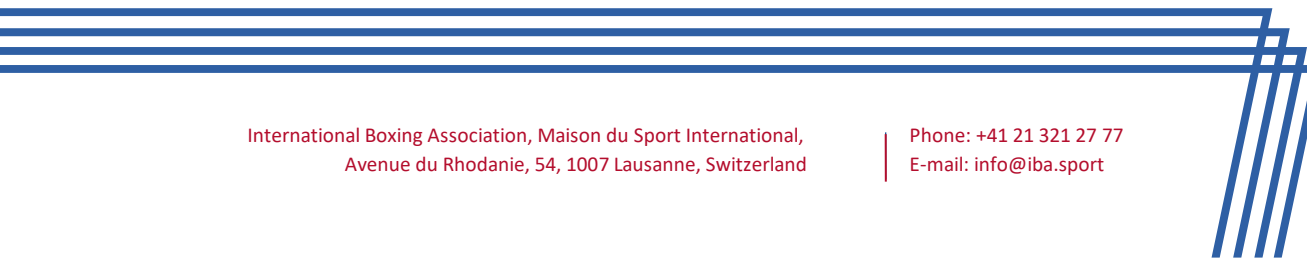 International Boxing Association, Maison du Sport International,
Avenue du Rhodanie, 54, 1007 Lausanne, Switzerland
Phone: +41 21 321 27 77
E-mail: info@iba.sport